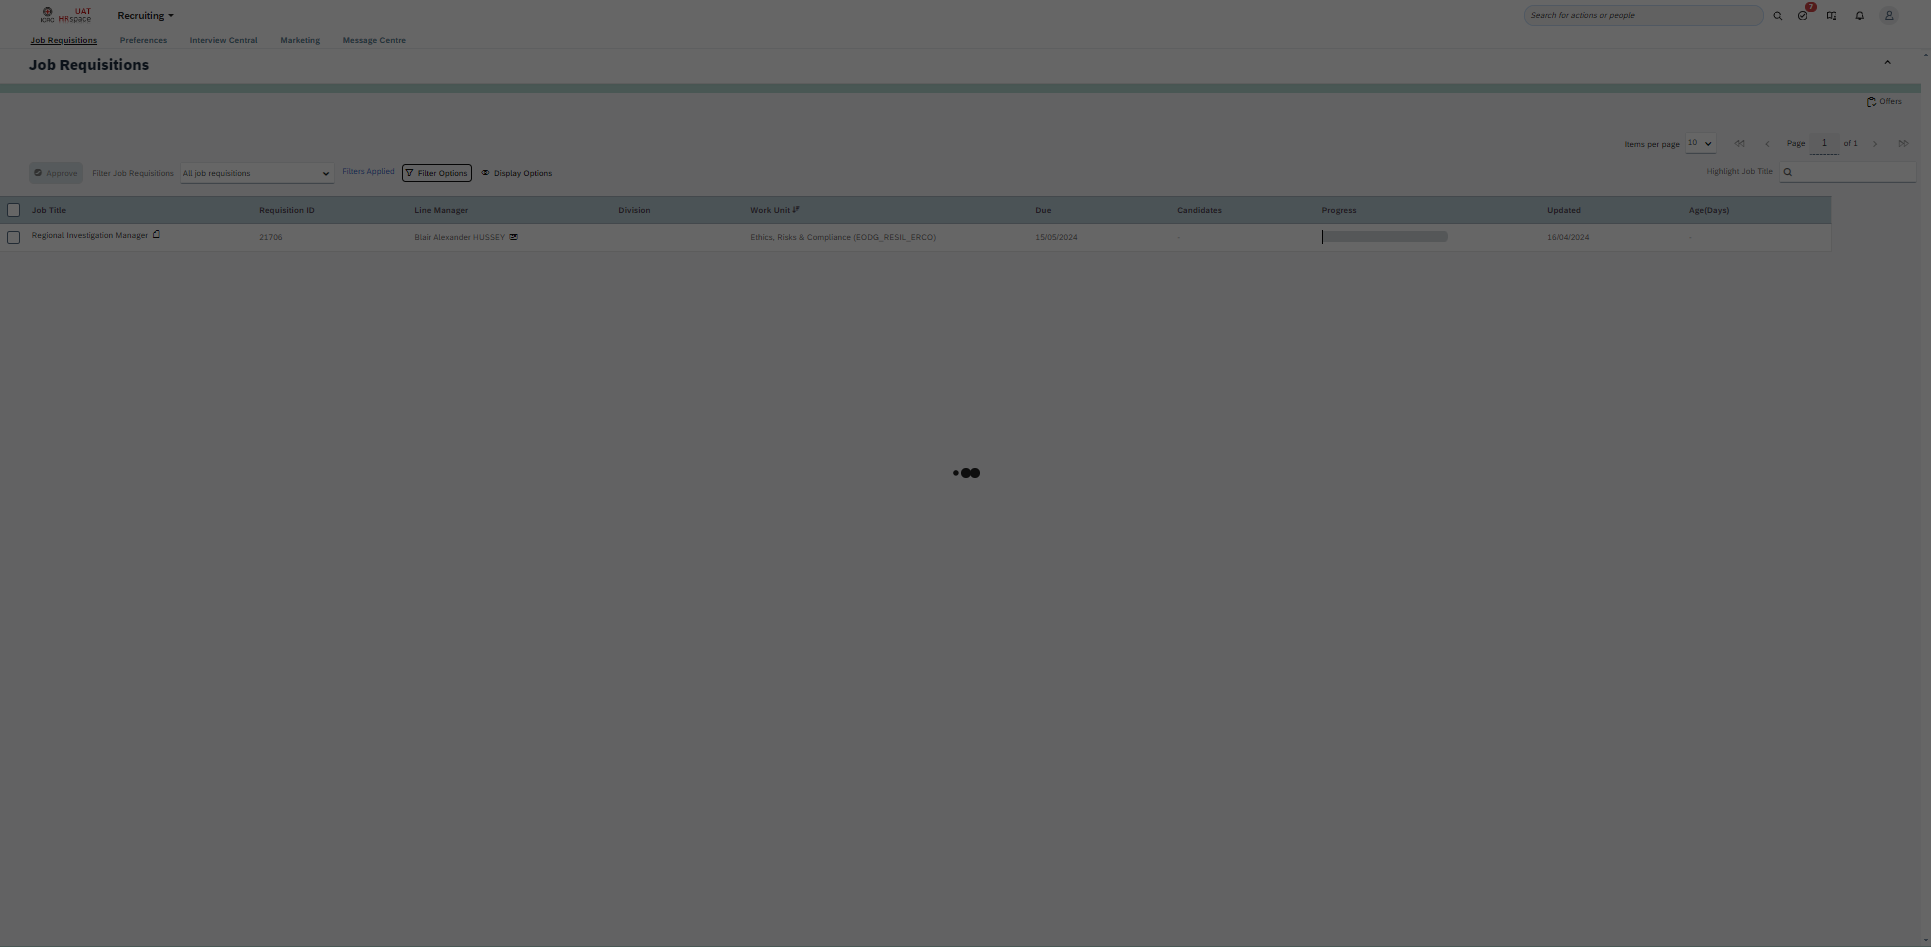 UAT
ICRC HR space
Recruiting
Search for actions or people
7
Job Requisitions Preferences Interview Central Marketing Message Centre
Job Requisitions
Offers
Items per page 10 Page 1 of 1
Approve Filter Job Requisitions All job requisitions Filters Applied Filter Options Display Options Highlight Job Title
Job Title Requisition ID Line Manager Division Work Unit Due Candidates Progress Updated Age(Days)
Regional Investigation Manager 21706 Blair Alexander HUSSEY Ethics, Risks & Compliance (EODG_RESIL_ERCO) 15/05/2024 - 16/04/2024 -